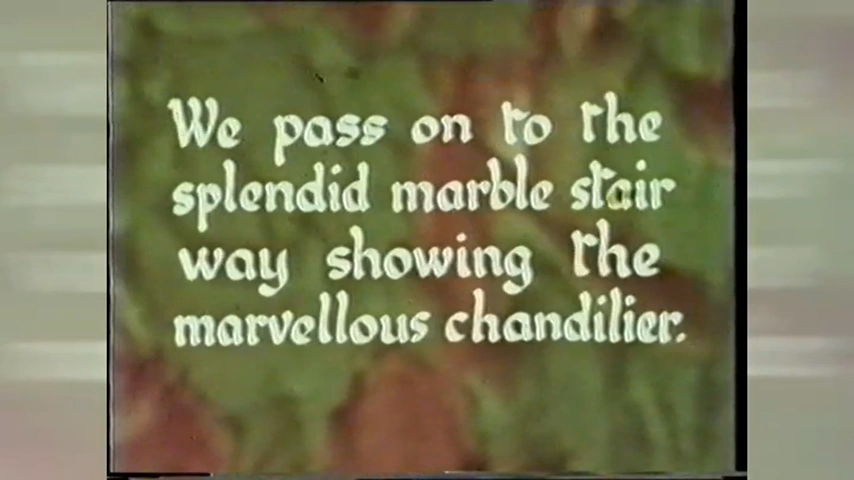 We pass on to the
splendid marble stair
way showing the
marvellous chandilier.